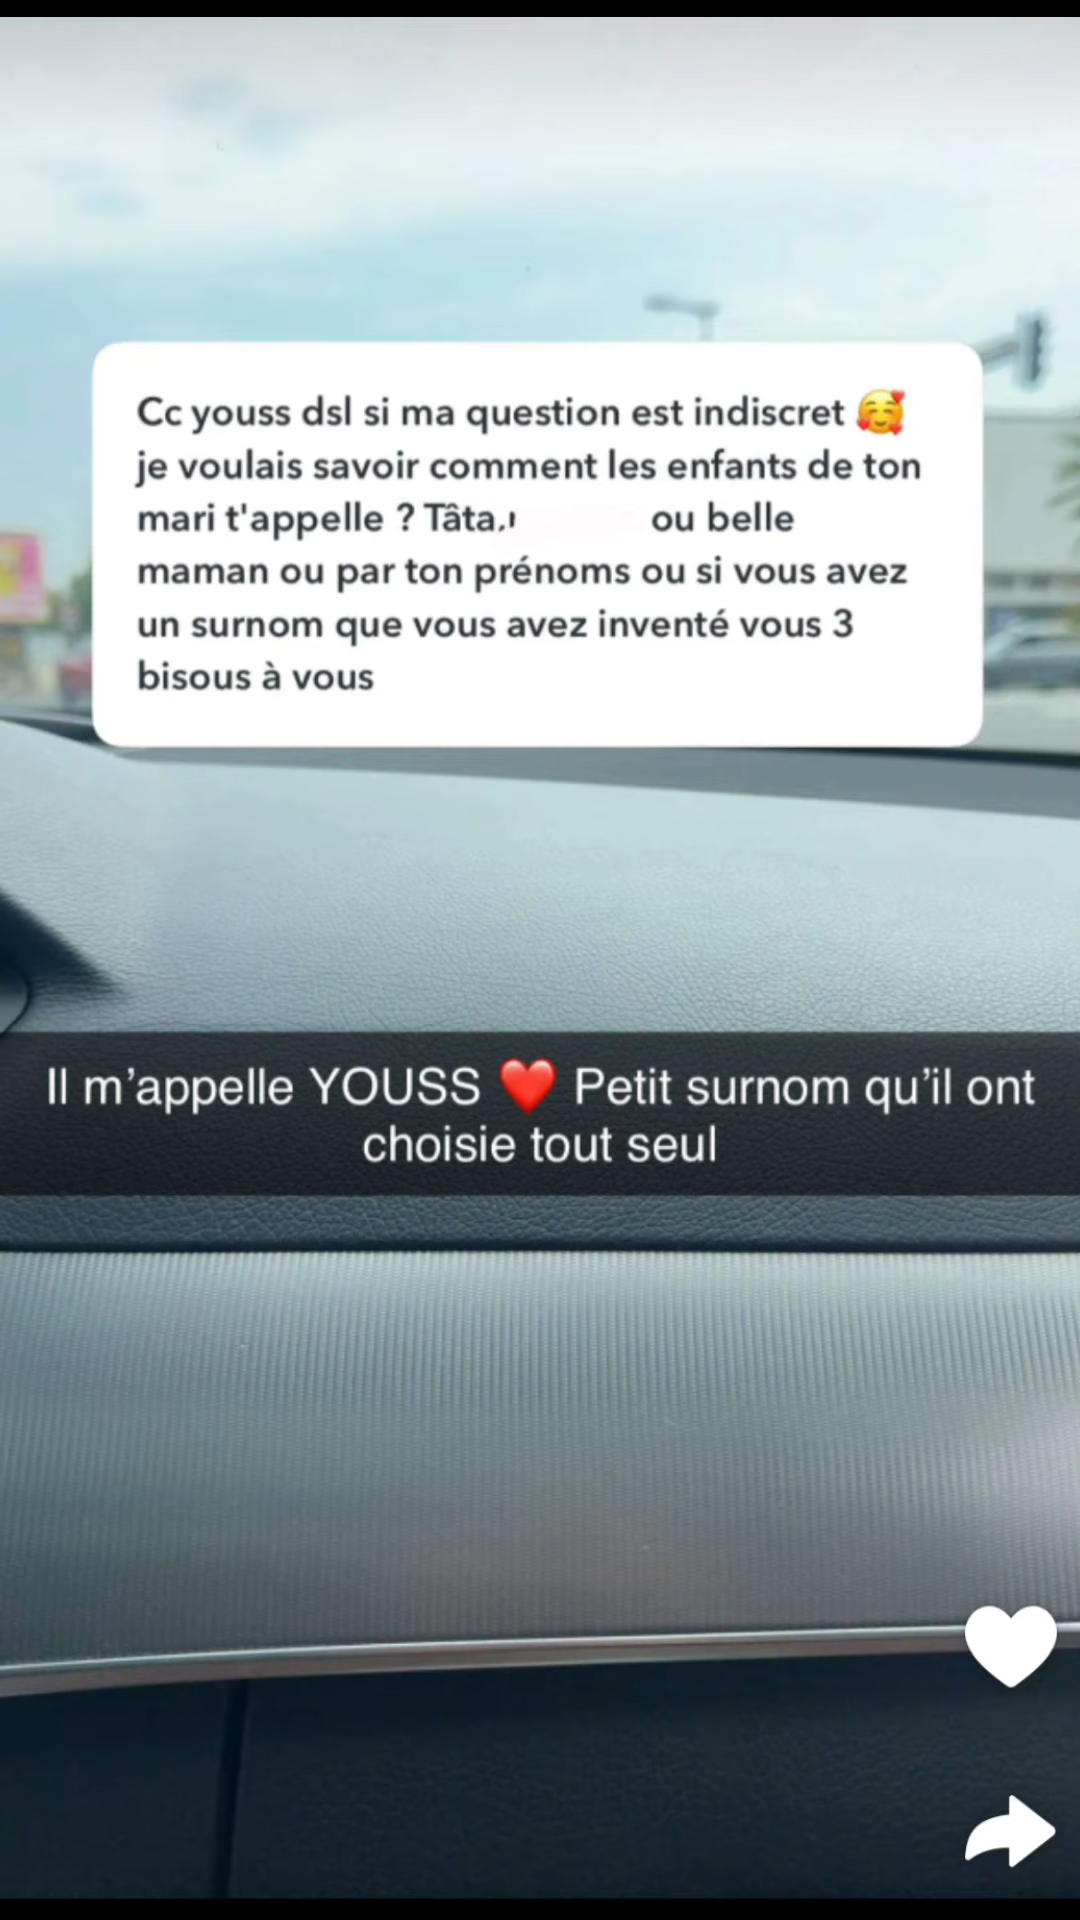 Cc youss dsl si ma question est indiscret 🥰
je voulais savoir comment les enfants de ton
mari t'appelle ? Tâta. ou belle
maman ou par ton prénoms ou si vous avez
un surnom que vous avez inventé vous 3
bisous à vous
Il m’appelle YOUSS ❤️ Petit surnom qu’il ont
choisie tout seul